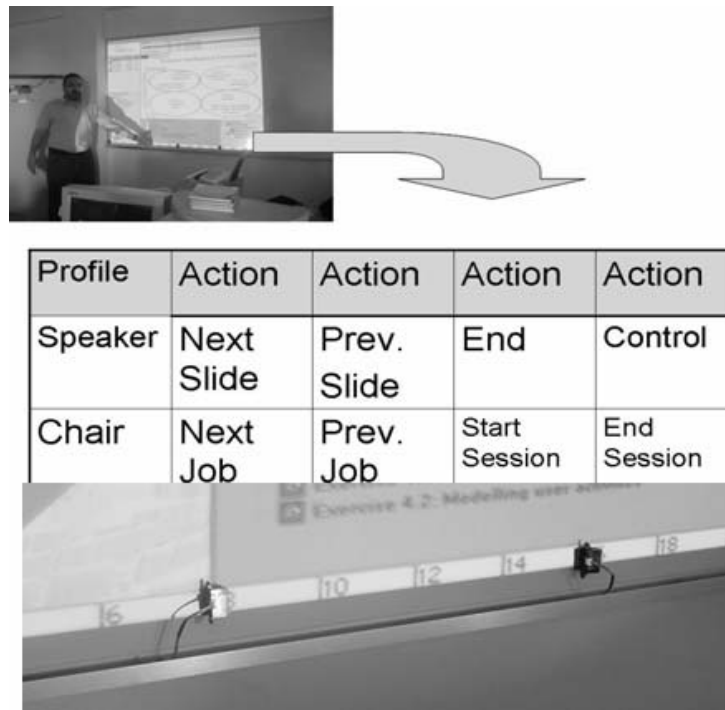 Profile Action Action Action Action
Speaker Next Slide Prev. Slide End Control
Chair Next Job Prev. Job Start Session End Session
Exercise 4.2: Modelling user activities
6 10 12 14 18